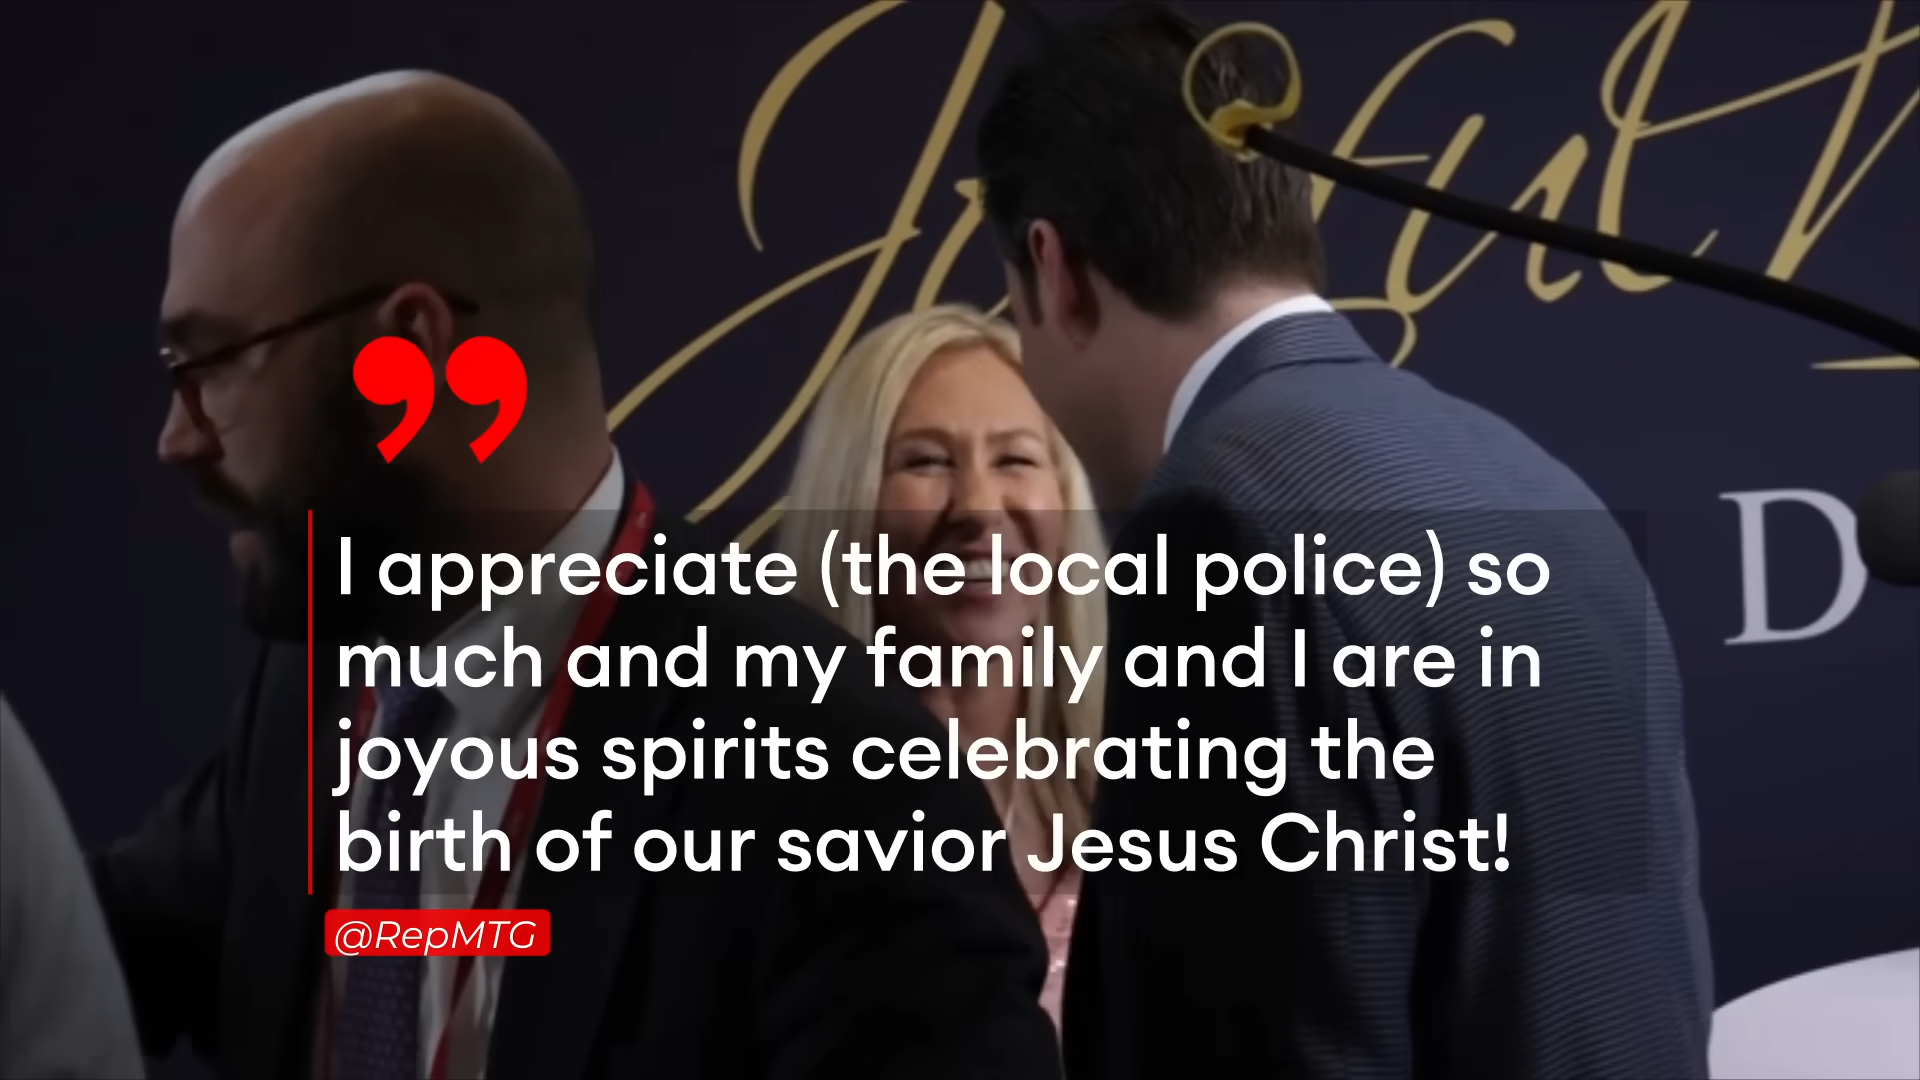 I appreciate (the local police) so
much and my family and I are in
joyous spirits celebrating the
birth of our savior Jesus Christ!
@RepMTG
D